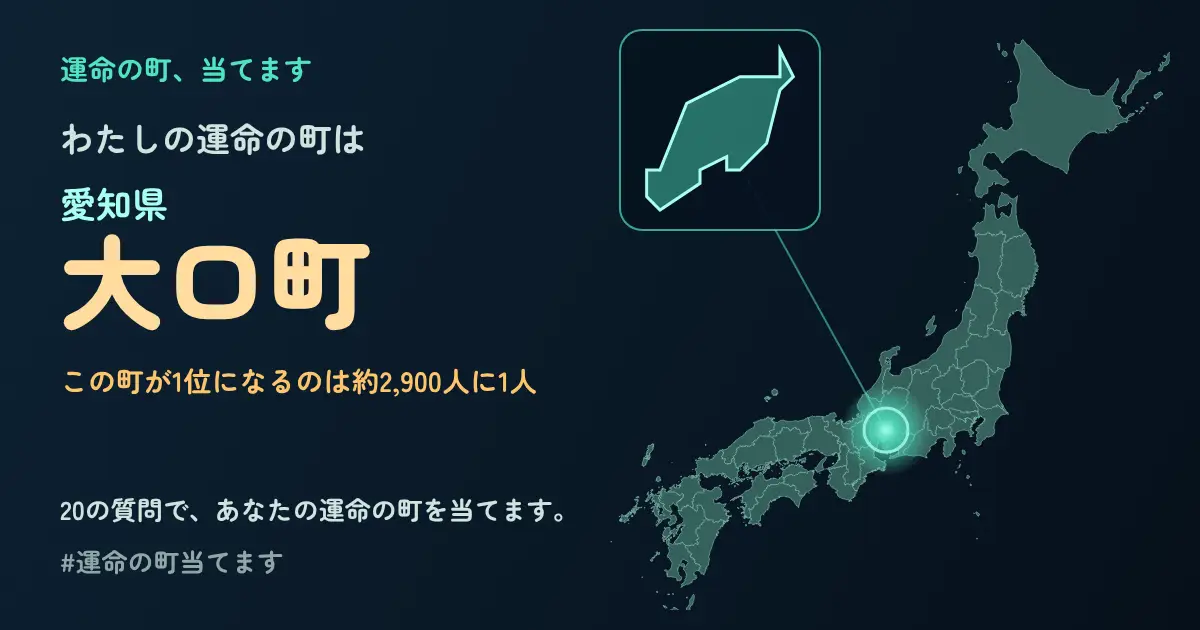 運命の町、当てます
わたしの運命の町は
愛知県
大口町
この町が1位になるのは約2,900人に1人
20の質問で、あなたの運命の町を当てます。
#運命の町当てます